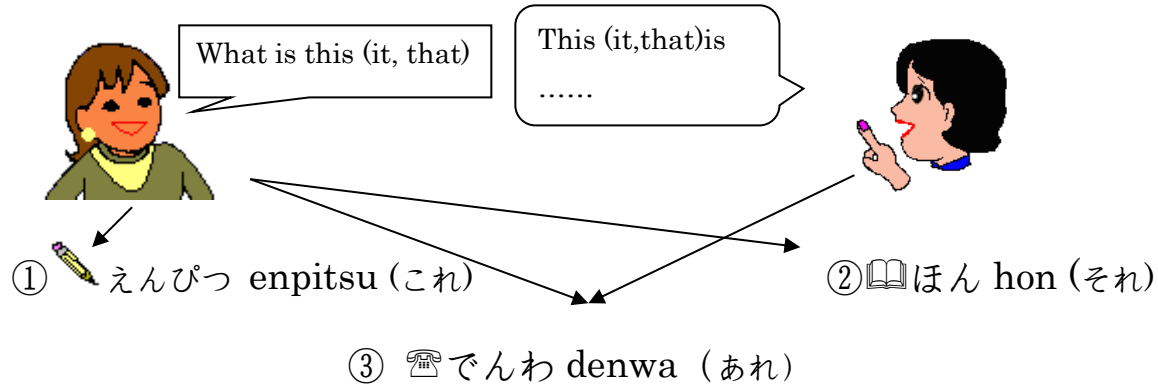 What is this (it, that)
This (it,that)is
……
① えんぴつ enpitsu (これ)
②ほん hon (それ)
③ ☏でんわ denwa (あれ)